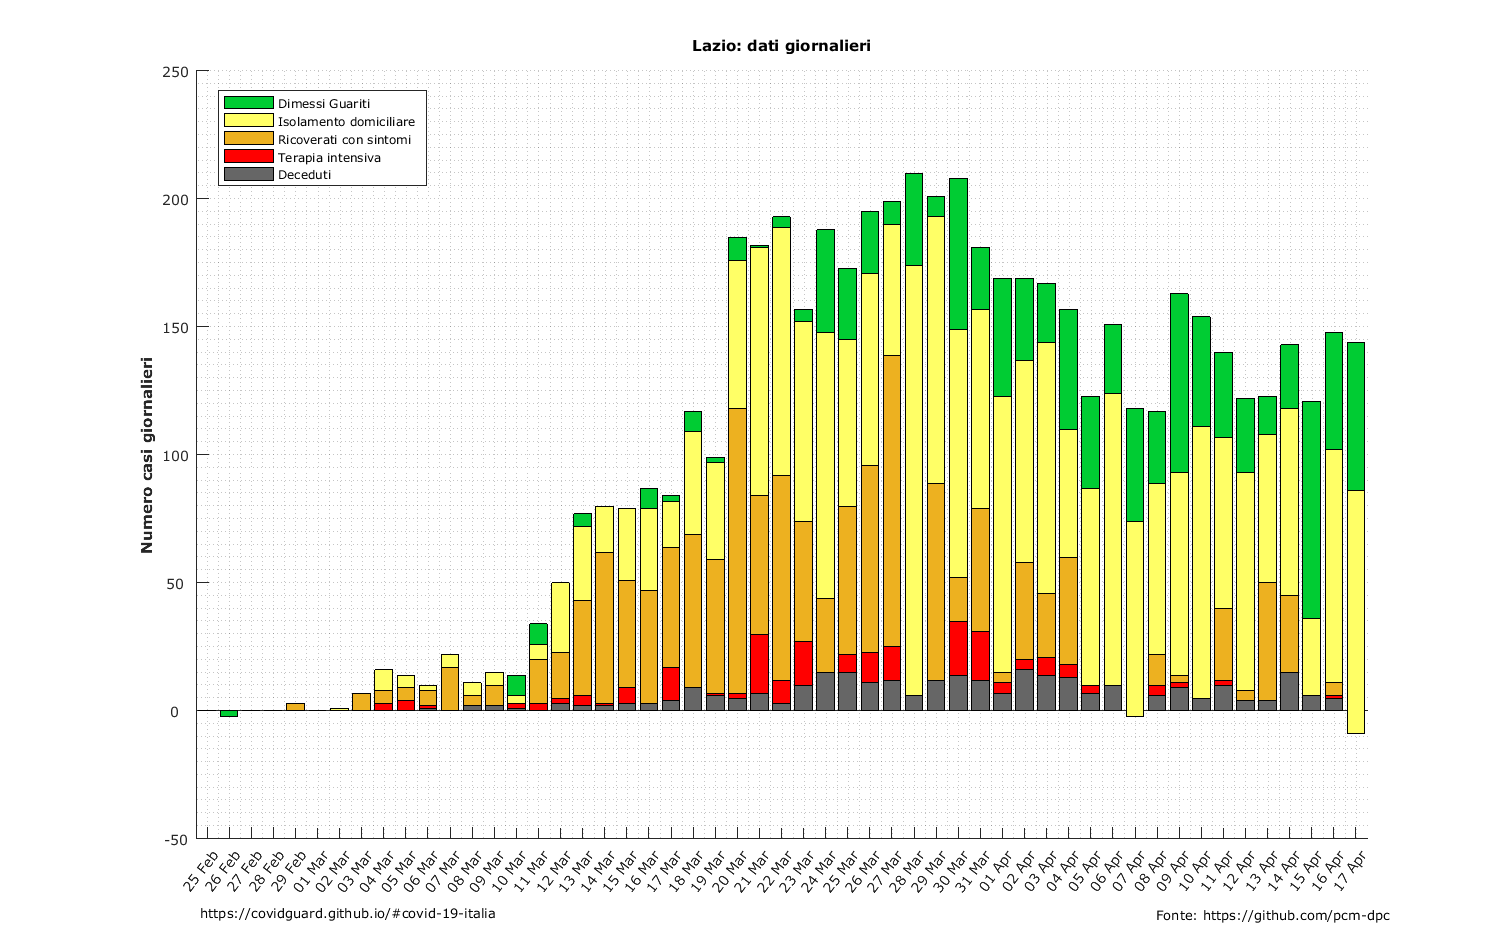 Lazio: dati giornalieri
250
200
150
100
50
0
-50
Numero casi giornalieri
Dimessi Guariti
Isolamento domiciliare
Ricoverati con sintomi
Terapia intensiva
Deceduti
25 Feb
26 Feb
27 Feb
28 Feb
29 Feb
01 Mar
02 Mar
03 Mar
04 Mar
05 Mar
06 Mar
07 Mar
08 Mar
09 Mar
10 Mar
11 Mar
12 Mar
13 Mar
14 Mar
15 Mar
16 Mar
17 Mar
18 Mar
19 Mar
20 Mar
21 Mar
22 Mar
23 Mar
24 Mar
25 Mar
26 Mar
27 Mar
28 Mar
29 Mar
30 Mar
31 Mar
01 Apr
02 Apr
03 Apr
04 Apr
05 Apr
06 Apr
07 Apr
08 Apr
09 Apr
10 Apr
11 Apr
12 Apr
13 Apr
14 Apr
15 Apr
16 Apr
17 Apr
https://covidguard.github.io/#covid-19-italia
Fonte: https://github.com/pcm-dpc